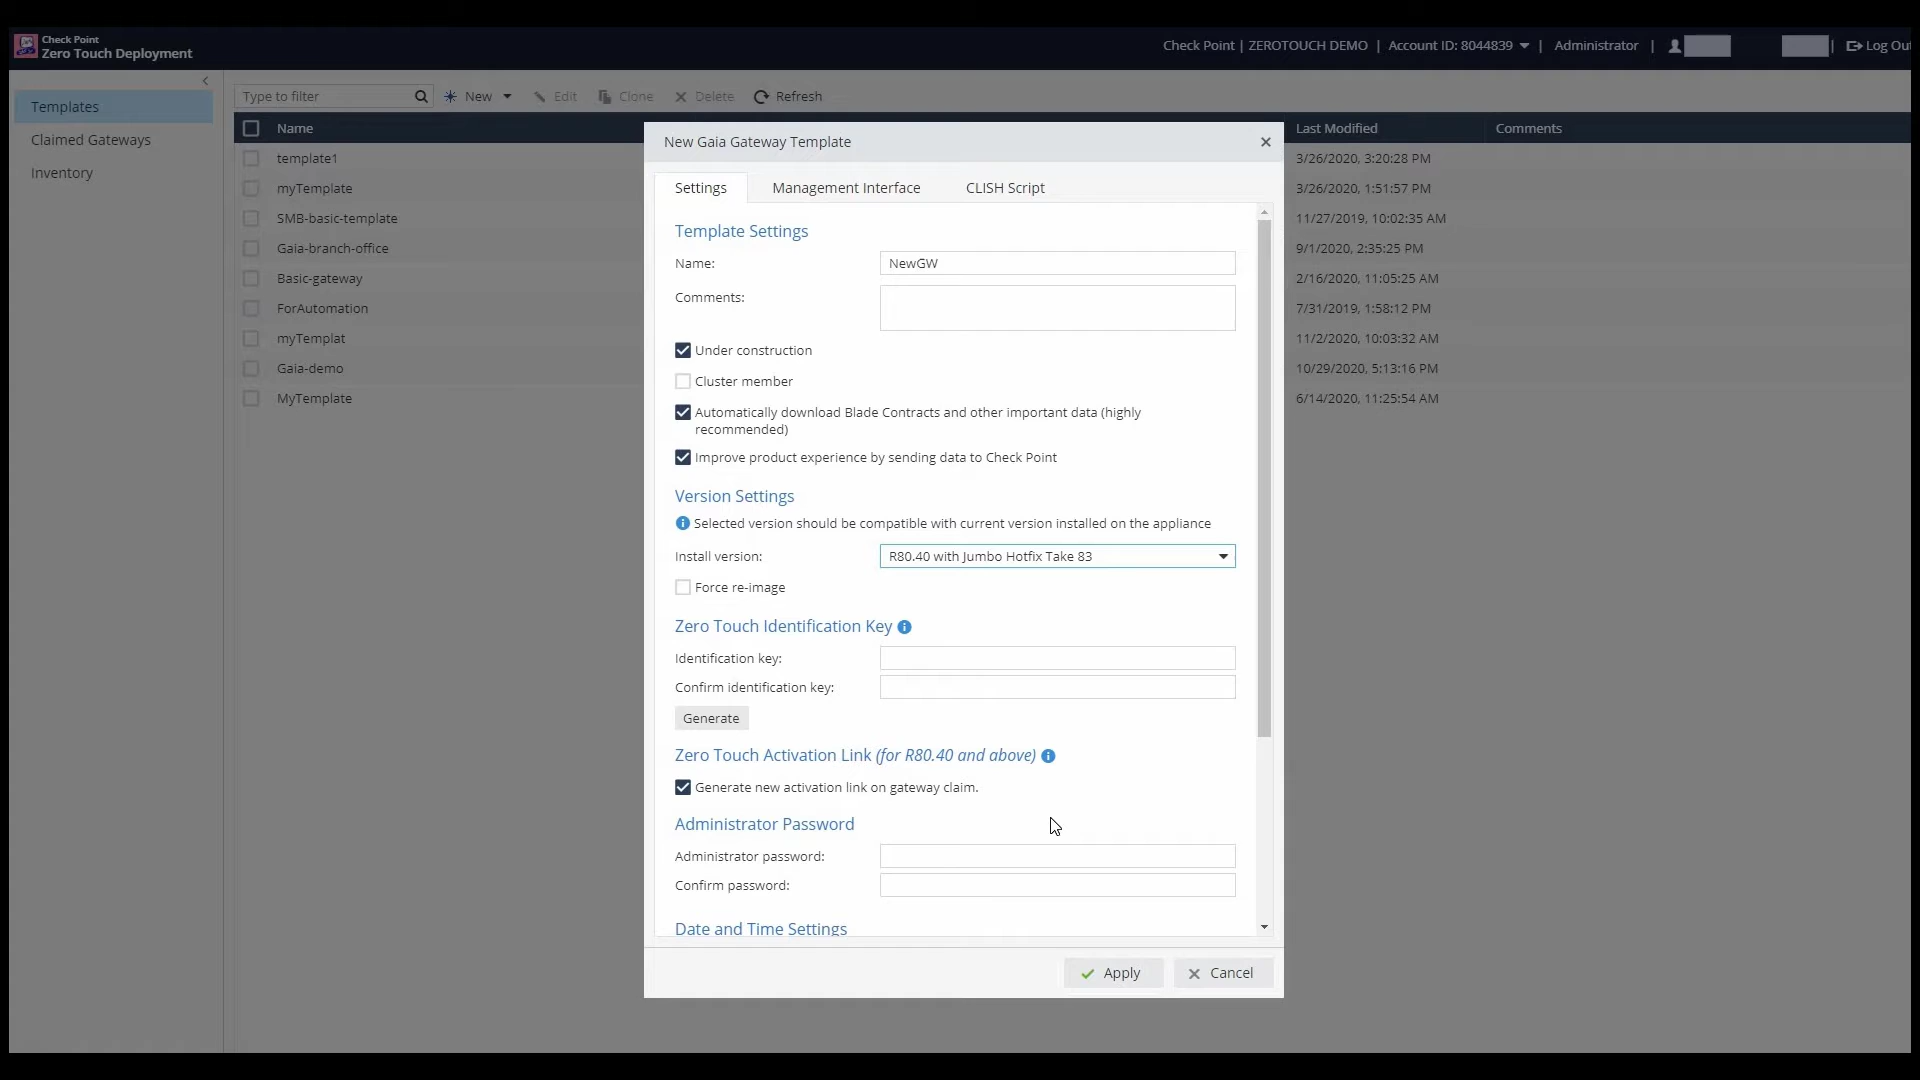 Check Point
Zero Touch Deployment
Check Point | ZEROTOUCH DEMO | Account ID: 8044839 | Administrator | | Log Out
Templates
Claimed Gateways
Inventory
Type to filter New Edit Clone Delete Refresh
Name Last Modified Comments
template1 3/26/2020, 3:20:28 PM
myTemplate 3/26/2020, 1:51:57 PM
SMB-basic-template 11/27/2019, 10:02:35 AM
Gaia-branch-office 9/1/2020, 2:35:25 PM
Basic-gateway 2/16/2020, 11:05:25 AM
ForAutomation 7/31/2019, 1:58:12 PM
myTemplat 11/2/2020, 10:03:32 AM
Gaia-demo 10/29/2020, 5:13:16 PM
MyTemplate 6/14/2020, 11:25:54 AM
New Gaia Gateway Template
Settings Management Interface CLISH Script
Template Settings
Name: NewGW
Comments:
Under construction
Cluster member
Automatically download Blade Contracts and other important data (highly
recommended)
Improve product experience by sending data to Check Point
Version Settings
Selected version should be compatible with current version installed on the appliance
Install version: R80.40 with Jumbo Hotfix Take 83
Force re-image
Zero Touch Identification Key
Identification key:
Confirm identification key:
Generate
Zero Touch Activation Link (for R80.40 and above)
Generate new activation link on gateway claim.
Administrator Password
Administrator password:
Confirm password:
Date and Time Settings
Apply Cancel